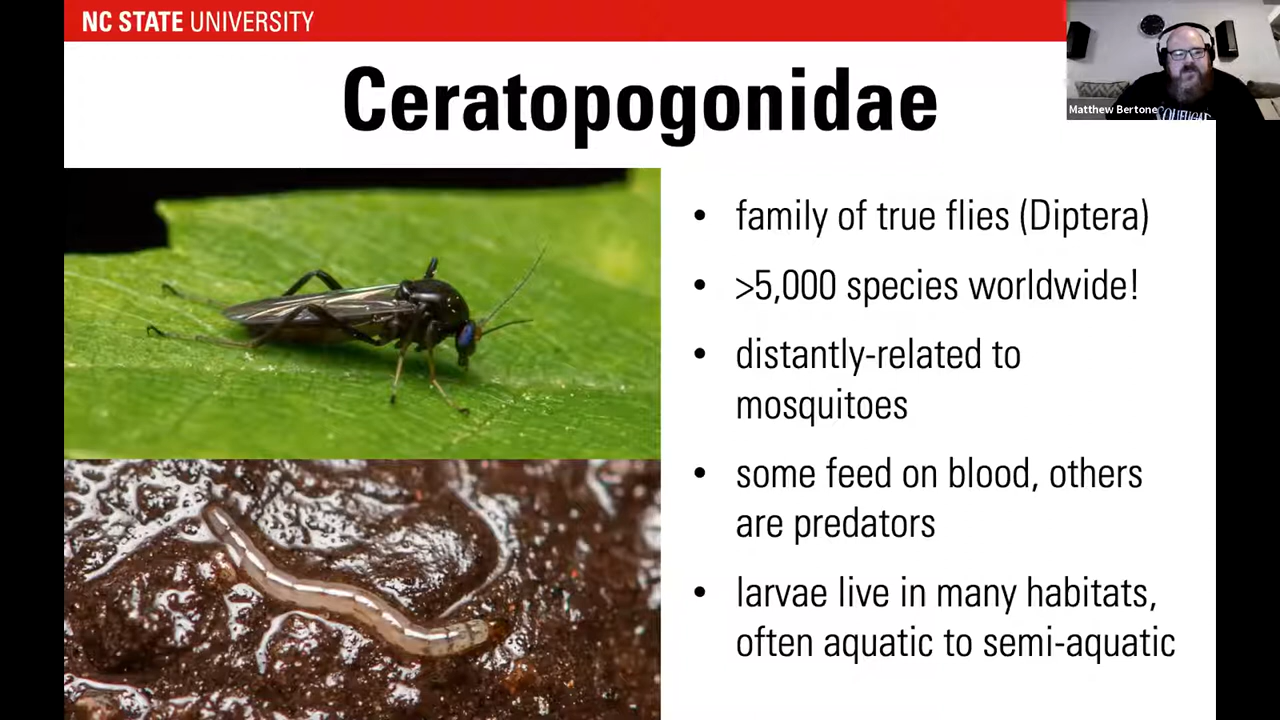 NC STATE UNIVERSITY
Matthew Bertone
Ceratopogonidae
• family of true flies (Diptera)
• >5,000 species worldwide!
• distantly-related to
mosquitoes
• some feed on blood, others
are predators
• larvae live in many habitats,
often aquatic to semi-aquatic